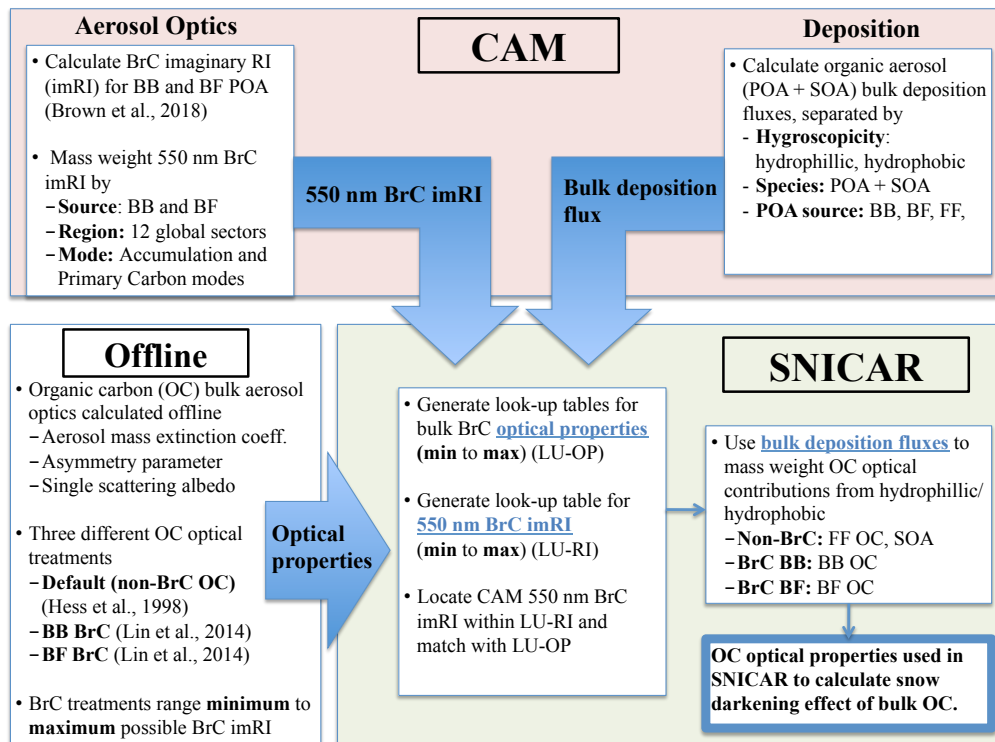 Aerosol Optics
CAM
Deposition
• Calculate BrC imaginary RI
(imRI) for BB and BF POA
(Brown et al., 2018)
• Mass weight 550 nm BrC
imRI by
– Source: BB and BF
– Region: 12 global sectors
– Mode: Accumulation and
Primary Carbon modes
550 nm BrC imRI
Bulk deposition
flux
• Calculate organic aerosol
(POA + SOA) bulk deposition
fluxes, separated by
- Hygroscopicity:
hydrophillic, hydrophobic
- Species: POA + SOA
- POA source: BB, BF, FF,
Offline
• Organic carbon (OC) bulk aerosol
optics calculated offline
– Aerosol mass extinction coeff.
– Asymmetry parameter
– Single scattering albedo
• Three different OC optical
treatments
– Default (non-BrC OC)
(Hess et al., 1998)
– BB BrC (Lin et al., 2014)
– BF BrC (Lin et al., 2014)
• BrC treatments range minimum to
maximum possible BrC imRI
Optical
properties
SNICAR
• Generate look-up tables for
bulk BrC optical properties
(min to max) (LU-OP)
• Generate look-up table for
550 nm BrC imRI
(min to max) (LU-RI)
• Locate CAM 550 nm BrC
imRI within LU-RI and
match with LU-OP
• Use bulk deposition fluxes to
mass weight OC optical
contributions from hydrophillic/
hydrophobic
– Non-BrC: FF OC, SOA
– BrC BB: BB OC
– BrC BF: BF OC
OC optical properties used in
SNICAR to calculate snow
darkening effect of bulk OC.